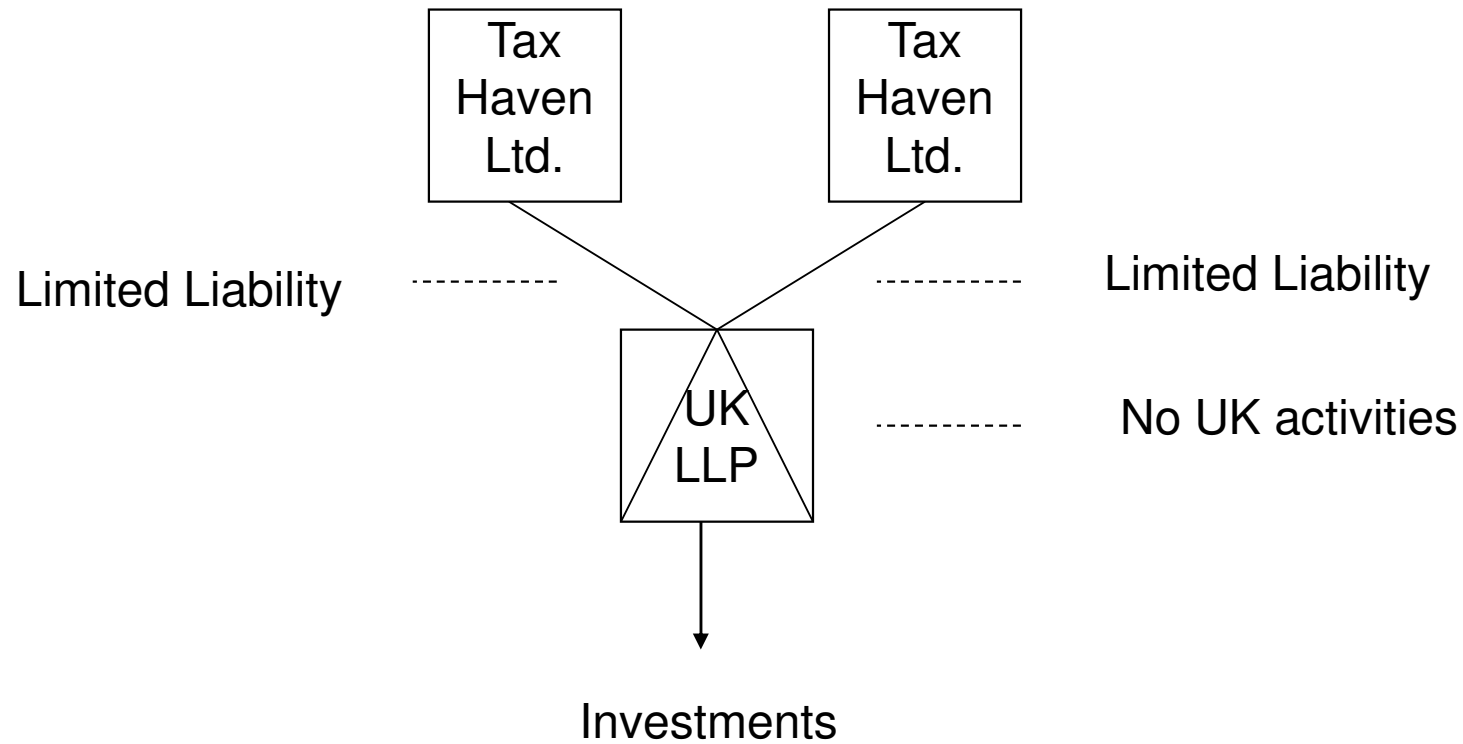 Tax
Haven
Ltd.
Tax
Haven
Ltd.
Limited Liability
Limited Liability
UK
LLP
No UK activities
Investments